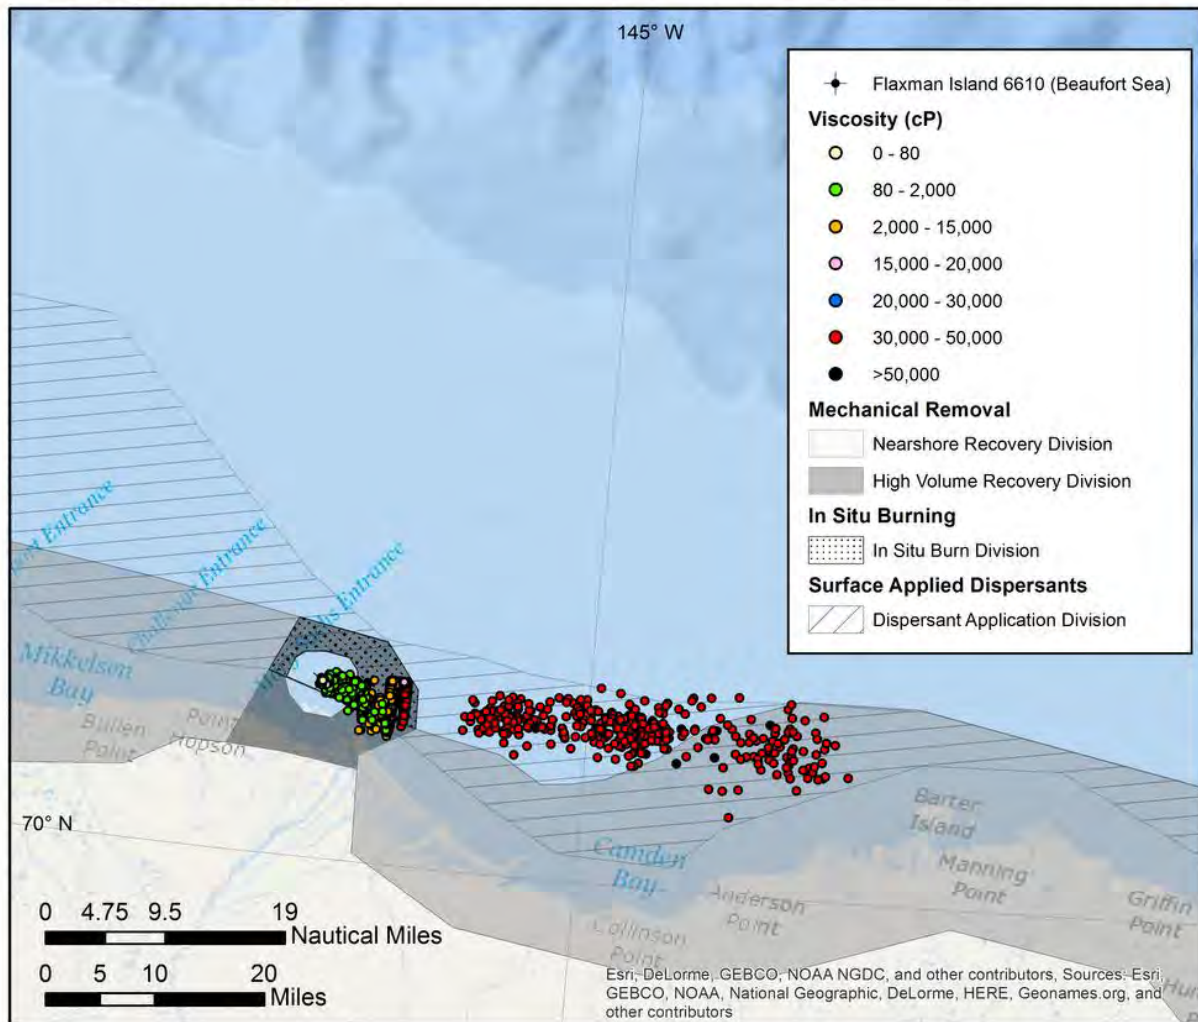 145° W
Flaxman Island 6610 (Beaufort Sea)
Viscosity (cP)
0 - 80
80 - 2,000
2,000 - 15,000
15,000 - 20,000
20,000 - 30,000
30,000 - 50,000
>50,000
Mechanical Removal
Nearshore Recovery Division
High Volume Recovery Division
In Situ Burning
In Situ Burn Division
Surface Applied Dispersants
Dispersant Application Division
Entrance
Challenge Entrance
Entrance
Mikkelsen
Bay
Bullen
Point
Point
Hopson
70° N
Camden
Bay
Barter
Island
Manning
Point
Anderson
Point
Collinson
Point
Griffin
Point
0 4.75 9.5 19
Nautical Miles
0 5 10 20
Miles
Esri, DeLorme, GEBCO, NOAA NGDC, and other contributors, Sources: Esri,
GEBCO, NOAA, National Geographic, DeLorme, HERE, Geonames.org, and
other contributors